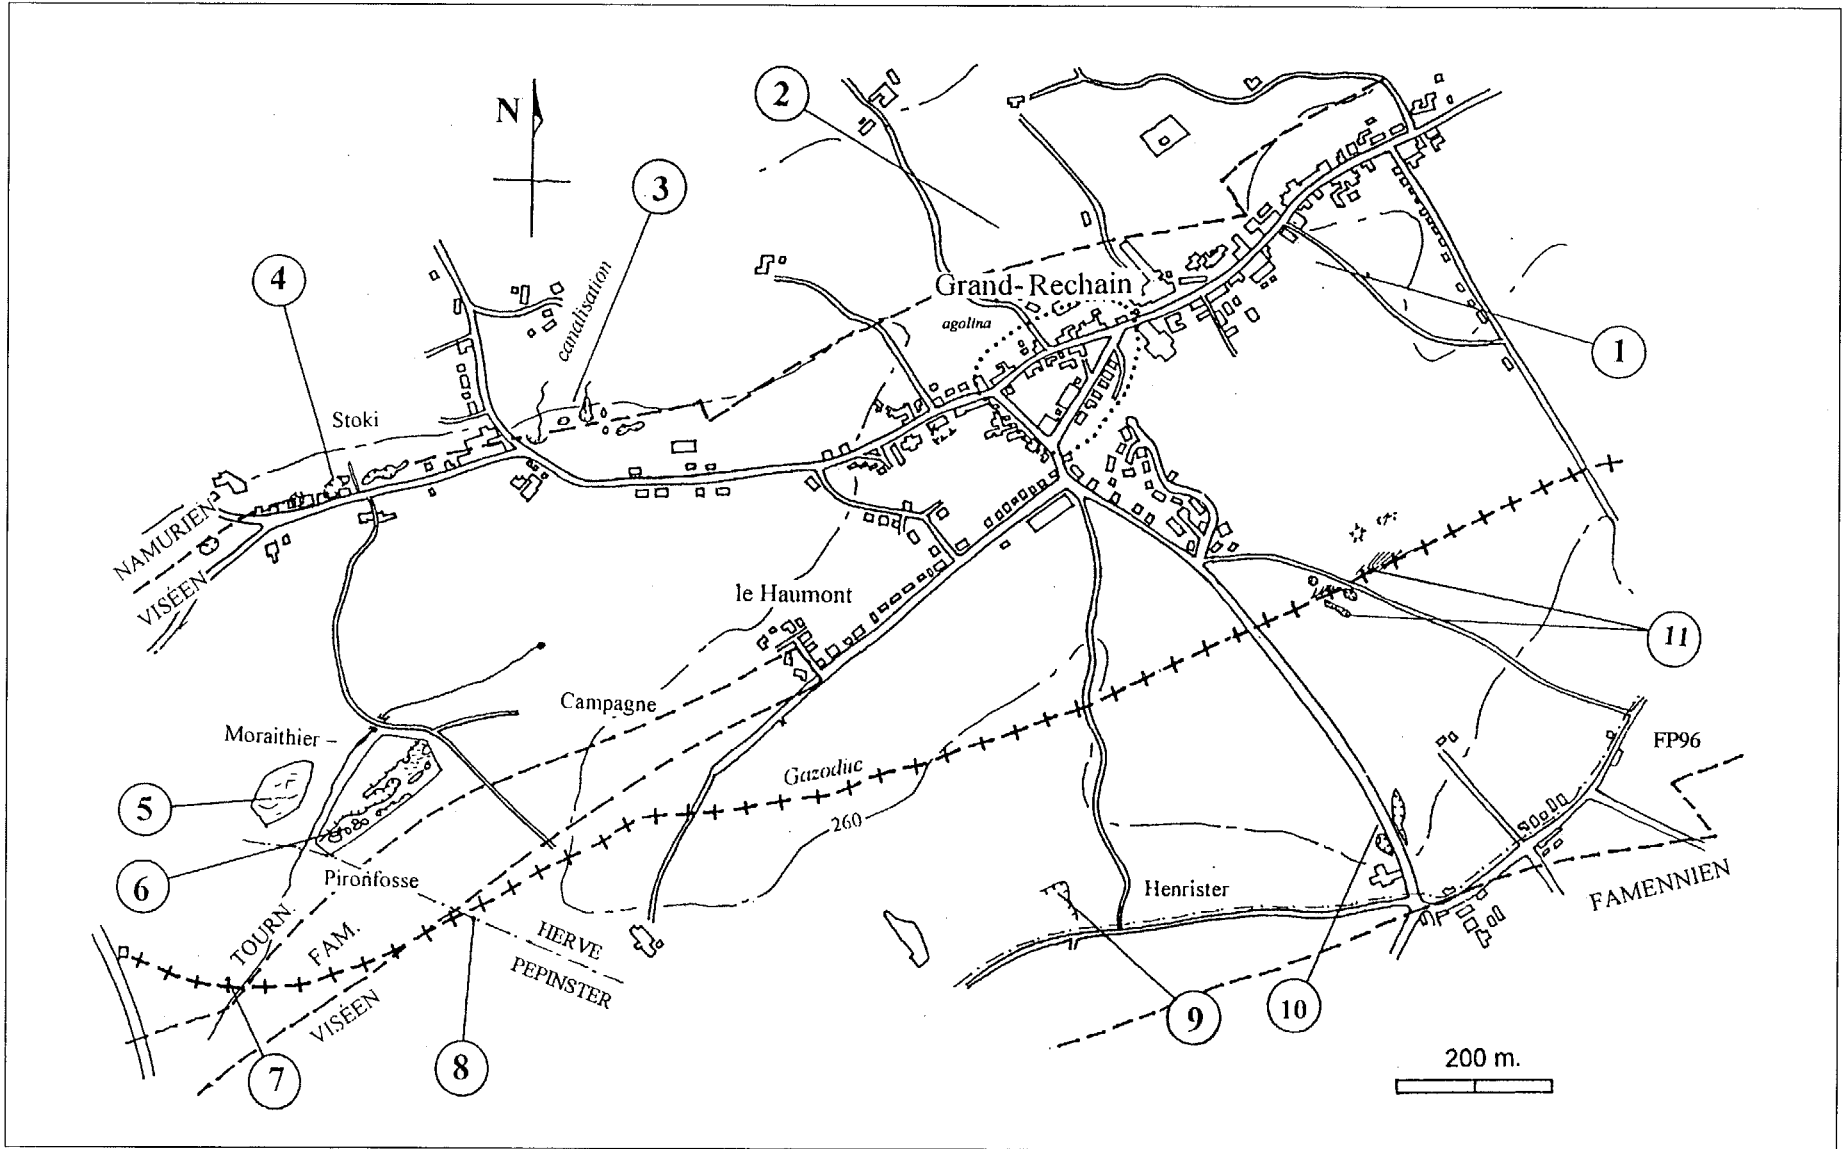 N
2
3
canalisation
4
Grand-Rechain
agolina
1
Stoki
NAMURIEN
VISÉEN
le Haumont
11
Campagne
Moraithier
FP96
Gazoduc
5
260
6
Pironfosse
Henrister
FAMENNIEN
TOURN.
FAM.
HERVE
PEPINSTER
VISÉEN
9
10
7
8
200 m.